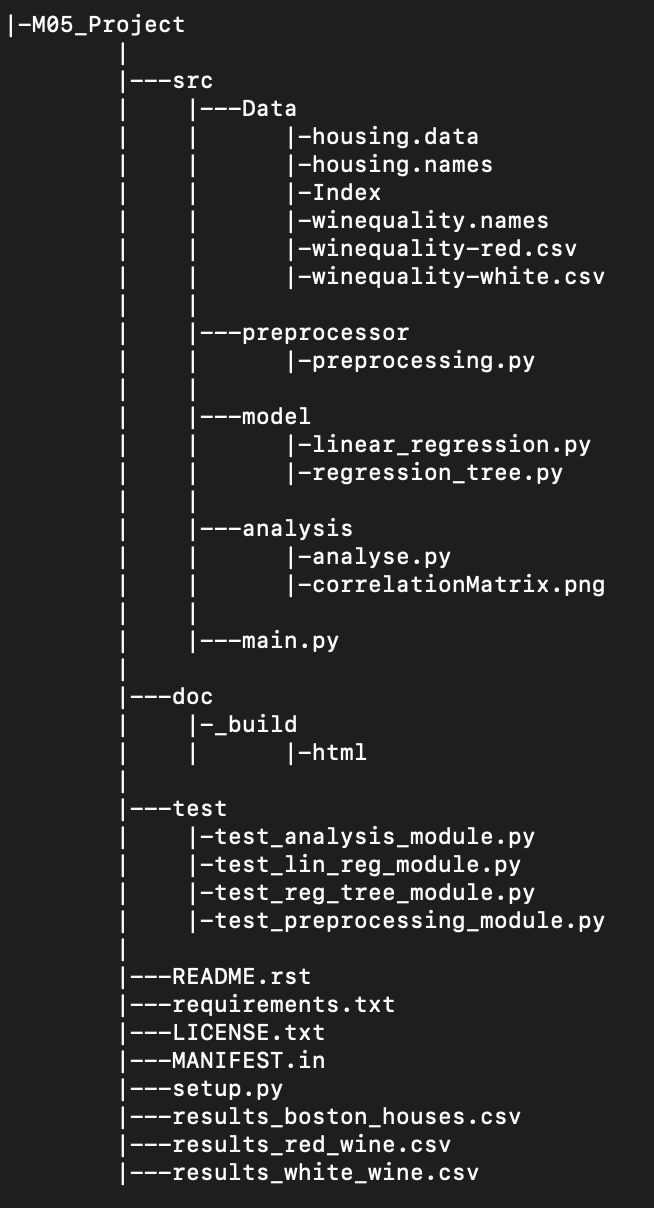 |-M05_Project
        |
        |---src
        |    |---Data
        |    |      |-housing.data
        |    |      |-housing.names
        |    |      |-Index
        |    |      |-winequality.names
        |    |      |-winequality-red.csv
        |    |      |-winequality-white.csv
        |    |
        |    |---preprocessor
        |    |      |-preprocessing.py
        |    |
        |    |---model
        |    |      |-linear_regression.py
        |    |      |-regression_tree.py
        |    |
        |    |---analysis
        |    |      |-analyse.py
        |    |      |-correlationMatrix.png
        |    |
        |    |---main.py
        |
        |---doc
        |    |-_build
        |    |      |-html
        |
        |---test
        |    |-test_analysis_module.py
        |    |-test_lin_reg_module.py
        |    |-test_reg_tree_module.py
        |    |-test_preprocessing_module.py
        |
        |---README.rst
        |---requirements.txt
        |---LICENSE.txt
        |---MANIFEST.in
        |---setup.py
        |---results_boston_houses.csv
        |---results_red_wine.csv
        |---results_white_wine.csv